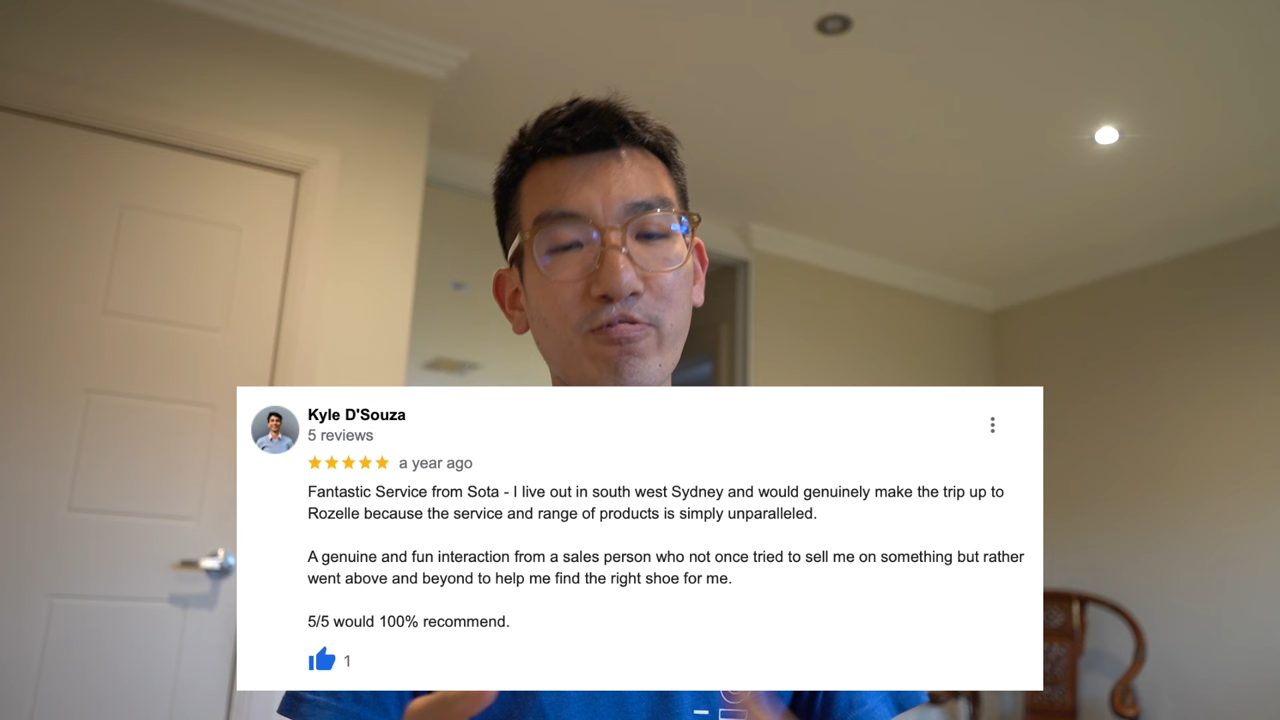 Kyle D'Souza
5 reviews
a year ago
Fantastic Service from Sota - I live out in south west Sydney and would genuinely make the trip up to
Rozelle because the service and range of products is simply unparalleled.
A genuine and fun interaction from a sales person who not once tried to sell me on something but rather
went above and beyond to help me find the right shoe for me.
5/5 would 100% recommend.
1